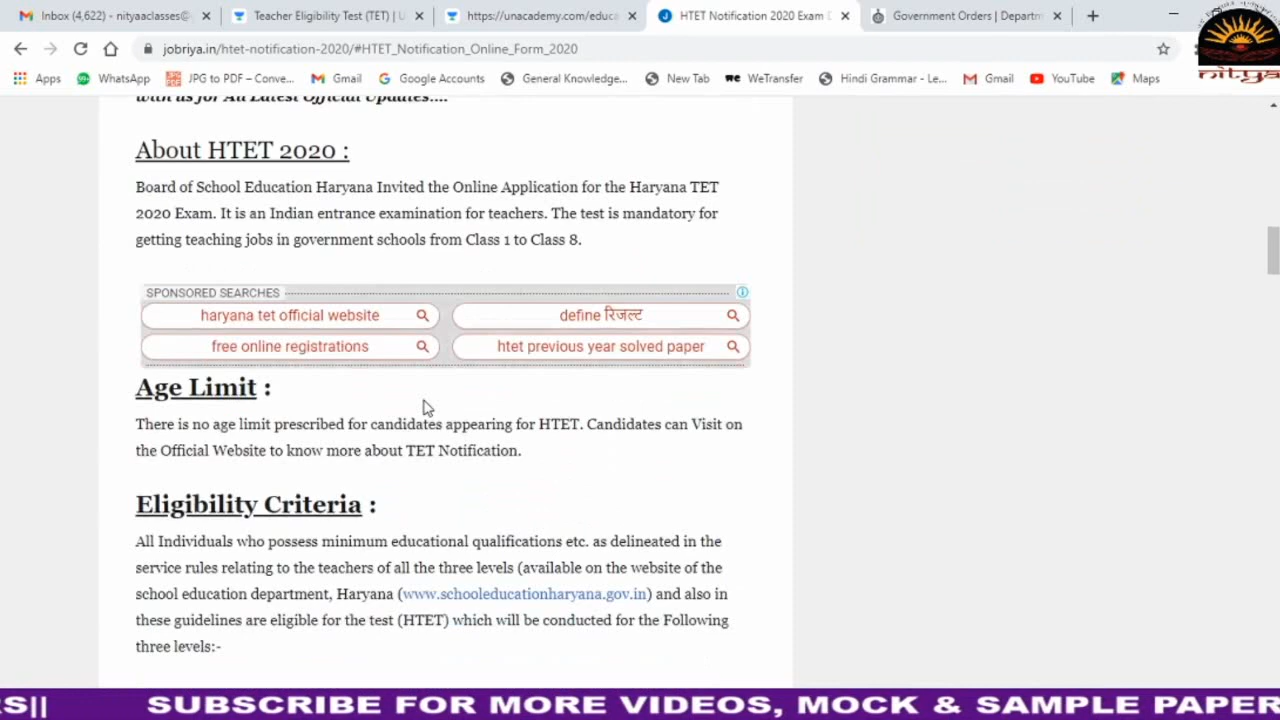 Inbox (4,622) - nityaaclasses@
Teacher Eligibility Test (TET) | U
https://unacademy.com/educa
HTET Notification 2020 Exam D
Government Orders | Departm
jobriya.in/htet-notification-2020/#HTET_Notification_Online_Form_2020
Apps
WhatsApp
JPG to PDF – Conve...
Gmail
Google Accounts
General Knowledge...
New Tab
WeTransfer
Hindi Grammar - Le...
Gmail
YouTube
Maps
nitya
with us for All Latest Official Updates....
About HTET 2020 :
Board of School Education Haryana Invited the Online Application for the Haryana TET
2020 Exam. It is an Indian entrance examination for teachers. The test is mandatory for
getting teaching jobs in government schools from Class 1 to Class 8.
SPONSORED SEARCHES
haryana tet official website
define रिजल्ट
free online registrations
htet previous year solved paper
Age Limit :
There is no age limit prescribed for candidates appearing for HTET. Candidates can Visit on
the Official Website to know more about TET Notification.
Eligibility Criteria :
All Individuals who possess minimum educational qualifications etc. as delineated in the
service rules relating to the teachers of all the three levels (available on the website of the
school education department, Haryana (www.schooleducationharyana.gov.in) and also in
these guidelines are eligible for the test (HTET) which will be conducted for the Following
three levels:-
RS|| SUBSCRIBE FOR MORE VIDEOS, MOCK & SAMPLE PAPER